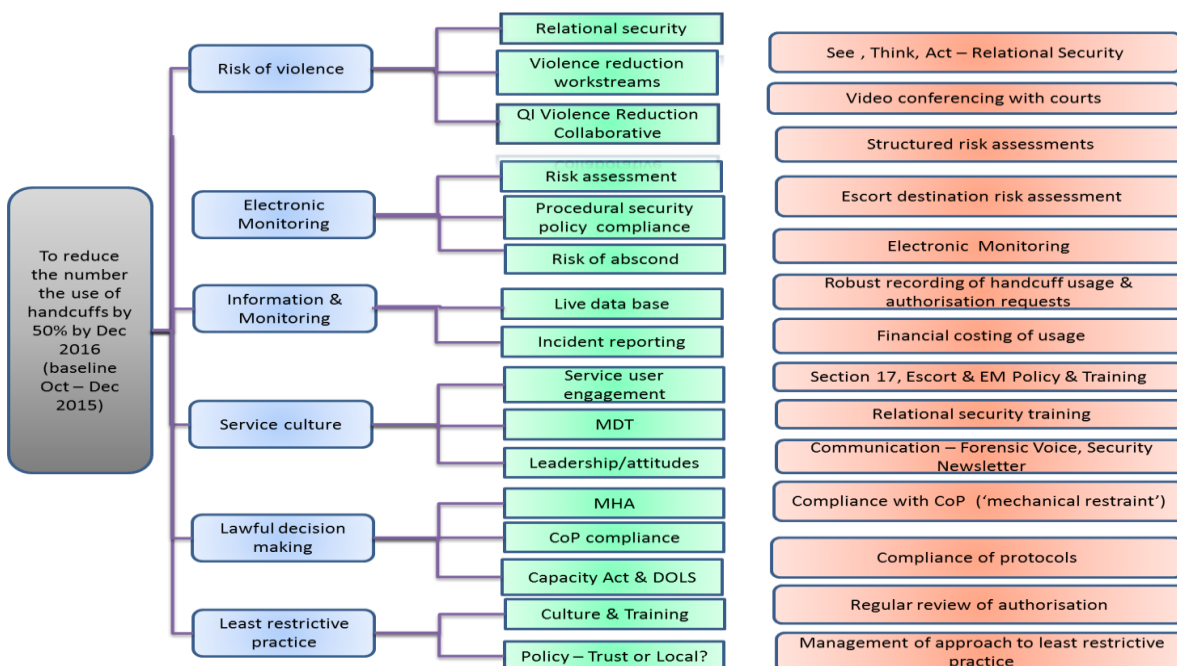 To reduce
the number
the use of
handcuffs by
50% by Dec
2016
(baseline
Oct – Dec
2015)
Risk of violence
Electronic
Monitoring
Information &
Monitoring
Service culture
Lawful decision
making
Least restrictive
practice
Relational security
Violence reduction
workstreams
QI Violence Reduction
Collaborative
Risk assessment
Procedural security
policy compliance
Risk of abscond
Live data base
Incident reporting
Service user
engagement
MDT
Leadership/attitudes
MHA
CoP compliance
Capacity Act & DOLS
Culture & Training
Policy – Trust or Local?
See , Think, Act – Relational Security
Video conferencing with courts
Structured risk assessments
Escort destination risk assessment
Electronic Monitoring
Robust recording of handcuff usage &
authorisation requests
Financial costing of usage
Section 17, Escort & EM Policy & Training
Relational security training
Communication – Forensic Voice, Security
Newsletter
Compliance with CoP (‘mechanical restraint’)
Compliance of protocols
Regular review of authorisation
Management of approach to least restrictive
practice